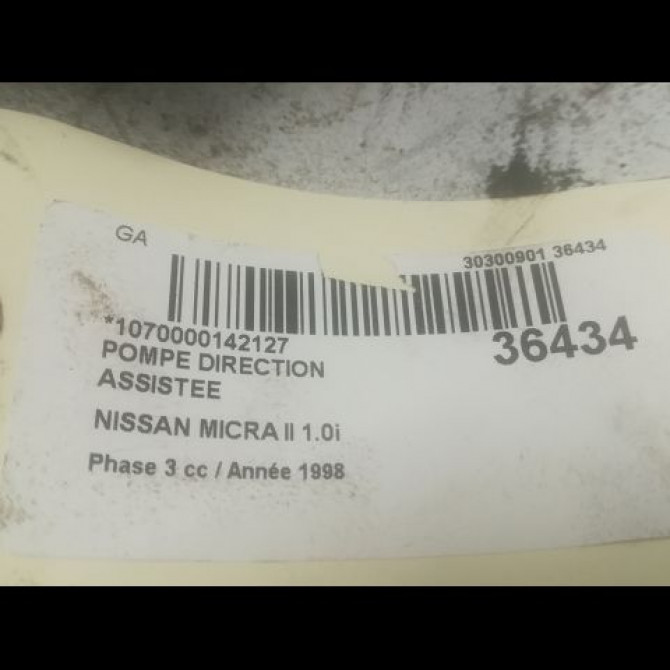 GA
30300901 36434
*1070000142127
36434
POMPE DIRECTION
ASSISTEE
NISSAN MICRA II 1.0i
Phase 3 cc / Année 1998